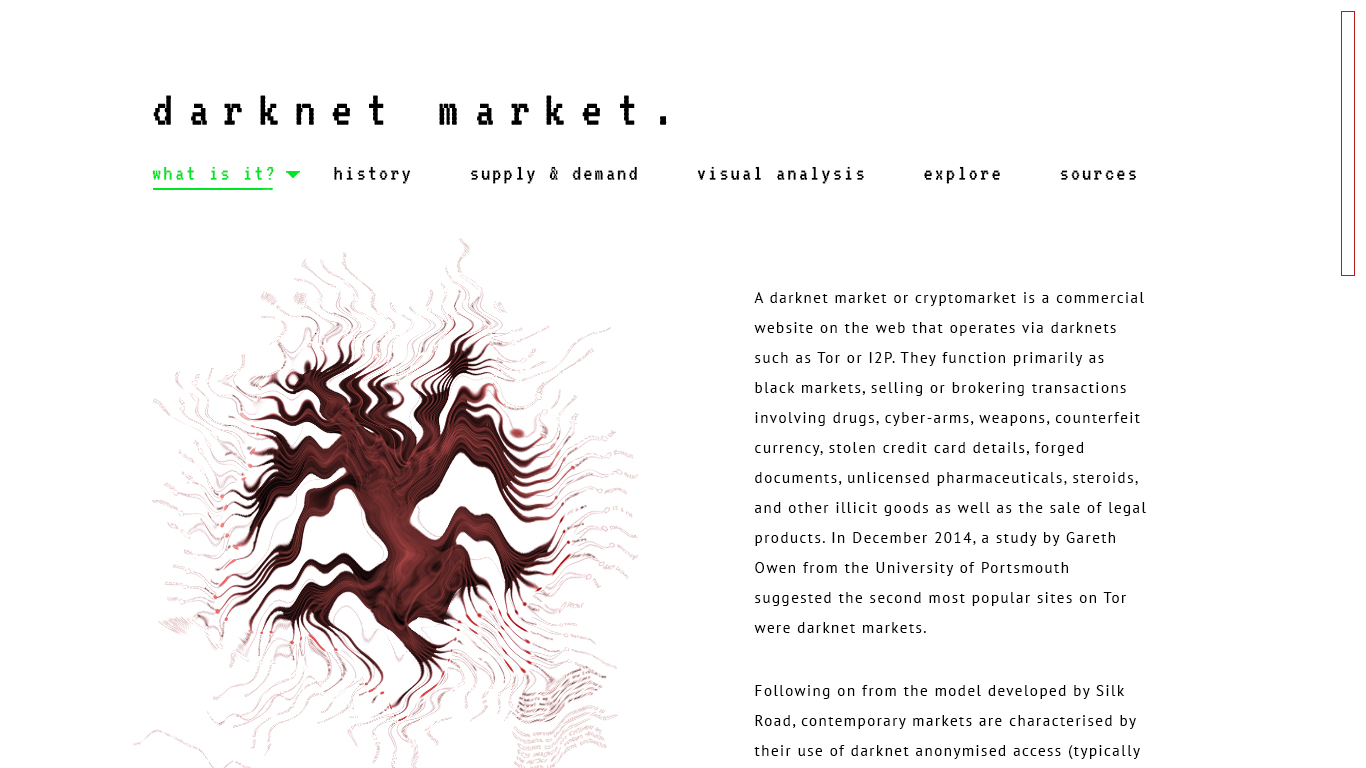 darknet market.
what is it? history supply & demand visual analysis explore sources
A darknet market or cryptomarket is a commercial
website on the web that operates via darknets
such as Tor or I2P. They function primarily as
black markets, selling or brokering transactions
involving drugs, cyber-arms, weapons, counterfeit
currency, stolen credit card details, forged
documents, unlicensed pharmaceuticals, steroids,
and other illicit goods as well as the sale of legal
products. In December 2014, a study by Gareth
Owen from the University of Portsmouth
suggested the second most popular sites on Tor
were darknet markets.
Following on from the model developed by Silk
Road, contemporary markets are characterised by
their use of darknet anonymised access (typically